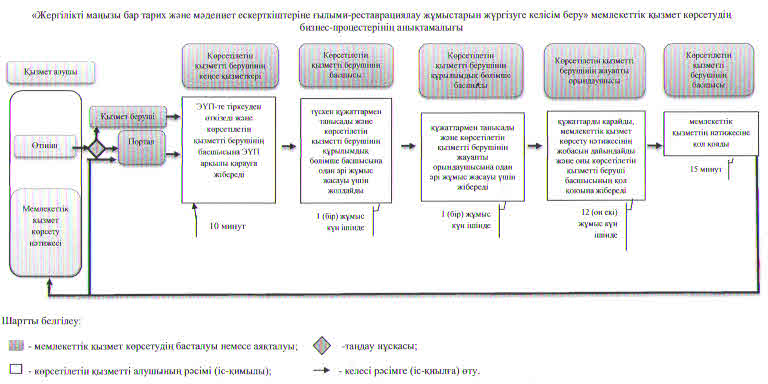 «Жергілікті маңызы бар тарих және мәдениет ескерткіштеріне ғылыми-реставрациялау жұмыстарын жүргізуге келісім беру» мемлекеттік қызмет көрсетудің
бизнес-процестерінің анықтамалығы
Қызмет алушы
Көрсетілетін
қызметті берушінің
кеңсе қызметкері
Көрсетілетін
қызметті берушінің
басшысы
Көрсетілетін қызметті
берушінің
құрылымдық бөлімше
басшысы
Көрсетілетін қызметті
берушінің жауапты
орындаушысы
Көрсетілетін
қызметті
берушінің
басшысы
Өтініш
Қызмет беруші
Портал
Мемлекеттік
қызмет
көрсету
нәтижесі
ЭҮП-те тіркеуден
өткізеді және
көрсетілетін
қызметті берушінің
басшысына ЭҮП
арқылы қарауға
жібереді
түскен құжаттармен
танысады және
көрсетілетін
қызметті берушінің
құрылымдық
бөлімше басшысына
одан әрі жұмыс
жасауы үшін
жолдайды
құжаттармен танысады
және көрсетілетін
қызметті берушінің
жауапты
орындаушысына одан
әрі жұмыс жасау үшін
жібереді
құжаттарды қарайды,
мемлекеттік қызмет
көрсету нәтижесінің
жобасын дайындайды
және оны көрсетілетін
қызметті беруші
басшысының қол
қоюына жібереді
мемлекеттік
қызметтің нәтижесіне
қол қояды
10 минут
1 (бір) жұмыс
күн ішінде
1 (бір) жұмыс
күн ішінде
12 (он екі)
жұмыс күн
ішінде
15 минут
Шартты белгілеу:
- мемлекеттік қызмет көрсетудің басталуы немесе аяқталуы;
-таңдау нұсқасы;
- көрсетілетін қызметті алушының рәсімі (іс-қимылы);
- келесі рәсімге (іс-қимылға) өту.